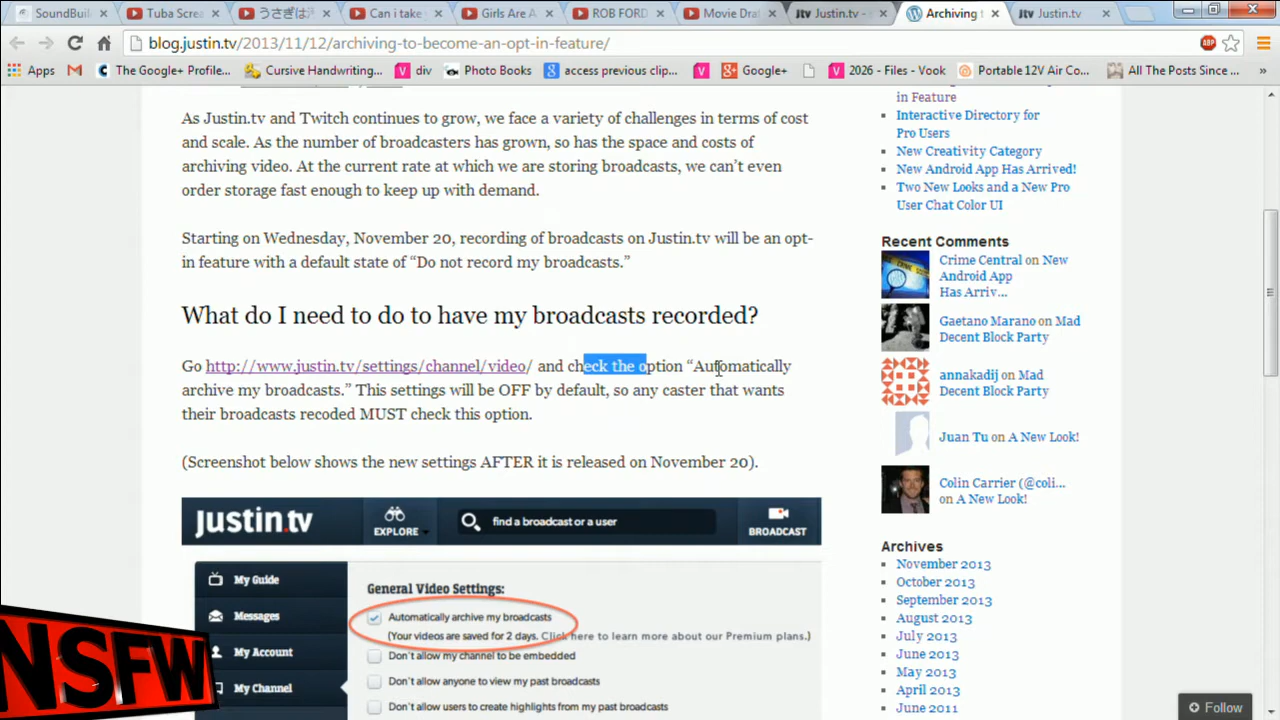 SoundBuil
Tuba Screa
うさぎは
Can i take
Girls Are A
ROB FORD
Movie Dra
Justin.tv -
Archiving
Justin.tv
blog.justin.tv/2013/11/12/archiving-to-become-an-opt-in-feature/
ABP
Apps
The Google+ Profile...
Cursive Handwriting...
div
Photo Books
access previous clip...
Google+
2026 - Files - Vook
Portable 12V Air Co...
All The Posts Since ...
»
As Justin.tv and Twitch continues to grow, we face a variety of challenges in terms of cost
and scale. As the number of broadcasters has grown, so has the space and costs of
archiving video. At the current rate at which we are storing broadcasts, we can’t even
order storage fast enough to keep up with demand.
Starting on Wednesday, November 20, recording of broadcasts on Justin.tv will be an opt-
in feature with a default state of “Do not record my broadcasts.”
What do I need to do to have my broadcasts recorded?
Go http://www.justin.tv/settings/channel/video/ and check the option “Automatically
archive my broadcasts.” This settings will be OFF by default, so any caster that wants
their broadcasts recoded MUST check this option.
(Screenshot below shows the new settings AFTER it is released on November 20).
Justin.tv
EXPLORE
find a broadcast or a user
BROADCAST
My Guide
Messages
My Account
My Channel
General Video Settings:
Automatically archive my broadcasts
(Your videos are saved for 2 days. Click here to learn more about our Premium plans.)
Don't allow my channel to be embedded
Don't allow anyone to view my past broadcasts
Don't allow users to create highlights from my past broadcasts
in Feature
Interactive Directory for
Pro Users
New Creativity Category
New Android App Has Arrived!
Two New Looks and a New Pro
User Chat Color UI
Recent Comments
Crime Central on New
Android App
Has Arriv...
Gaetano Marano on Mad
Decent Block Party
annakadij on Mad
Decent Block Party
Juan Tu on A New Look!
Colin Carrier (@coli...
on A New Look!
Archives
November 2013
October 2013
September 2013
August 2013
July 2013
June 2013
May 2013
April 2013
June 2011
Follow
NSFW